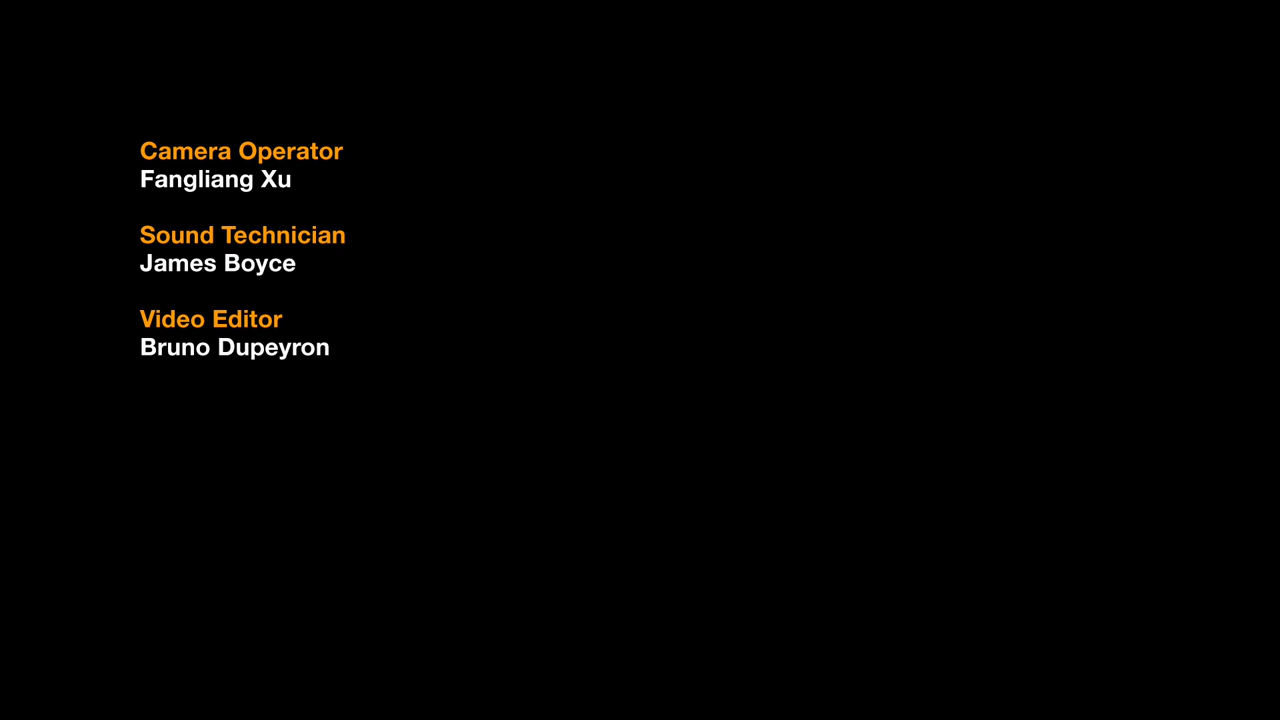 Camera Operator
Fangliang Xu
Sound Technician
James Boyce
Video Editor
Bruno Dupeyron